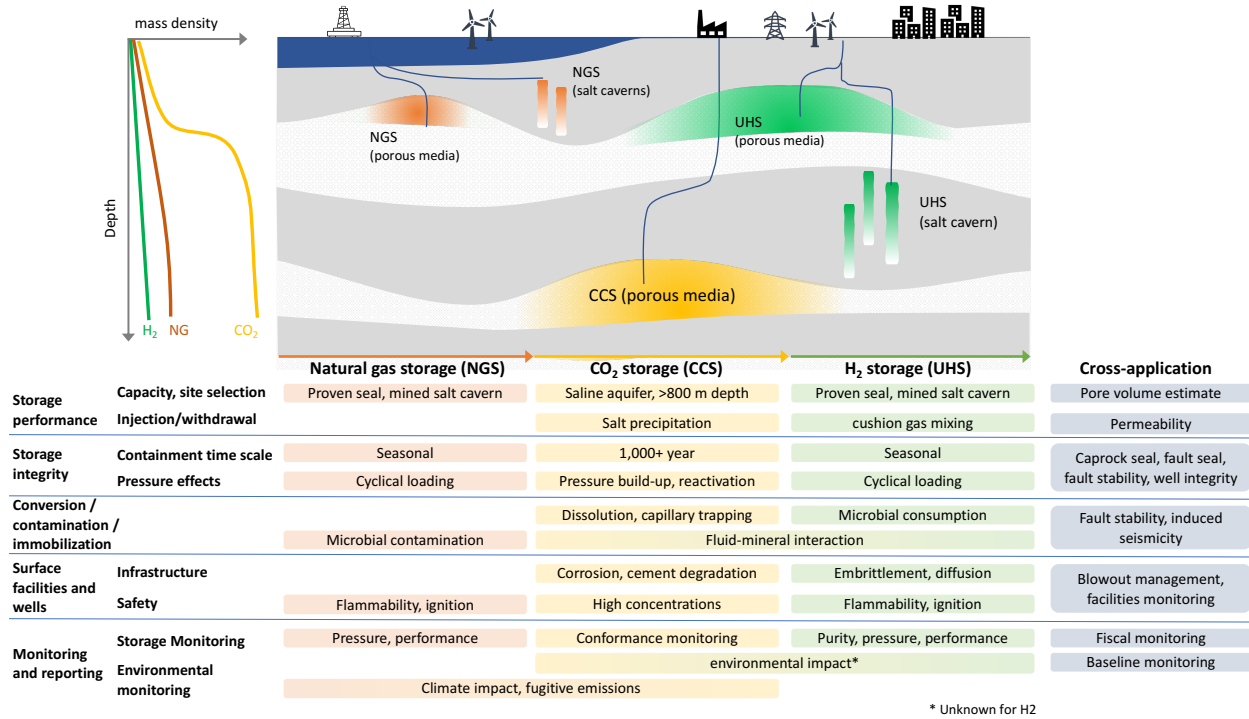 mass density
Depth
H₂
NG
CO₂
NGS
(salt caverns)
NGS
(porous media)
UHS
(porous media)
UHS
(salt cavern)
CCS (porous media)
Natural gas storage (NGS)
CO₂ storage (CCS)
H₂ storage (UHS)
Cross-application
Storage
performance
Capacity, site selection
Proven seal, mined salt cavern
Saline aquifer, >800 m depth
Proven seal, mined salt cavern
Pore volume estimate
Injection/withdrawal
Salt precipitation
cushion gas mixing
Permeability
Storage
integrity
Containment time scale
Seasonal
1,000+ year
Seasonal
Caprock seal, fault seal,
fault stability, well integrity
Pressure effects
Cyclical loading
Pressure build-up, reactivation
Cyclical loading
Conversion /
contamination /
immobilization
Dissolution, capillary trapping
Microbial consumption
Fault stability, induced
seismicity
Microbial contamination
Fluid-mineral interaction
Surface
facilities and
wells
Infrastructure
Corrosion, cement degradation
Embrittlement, diffusion
Blowout management,
facilities monitoring
Safety
Flammability, ignition
High concentrations
Flammability, ignition
Monitoring
and reporting
Storage Monitoring
Pressure, performance
Conformance monitoring
Purity, pressure, performance
Fiscal monitoring
Environmental
monitoring
environmental impact*
Baseline monitoring
Climate impact, fugitive emissions
* Unknown for H2